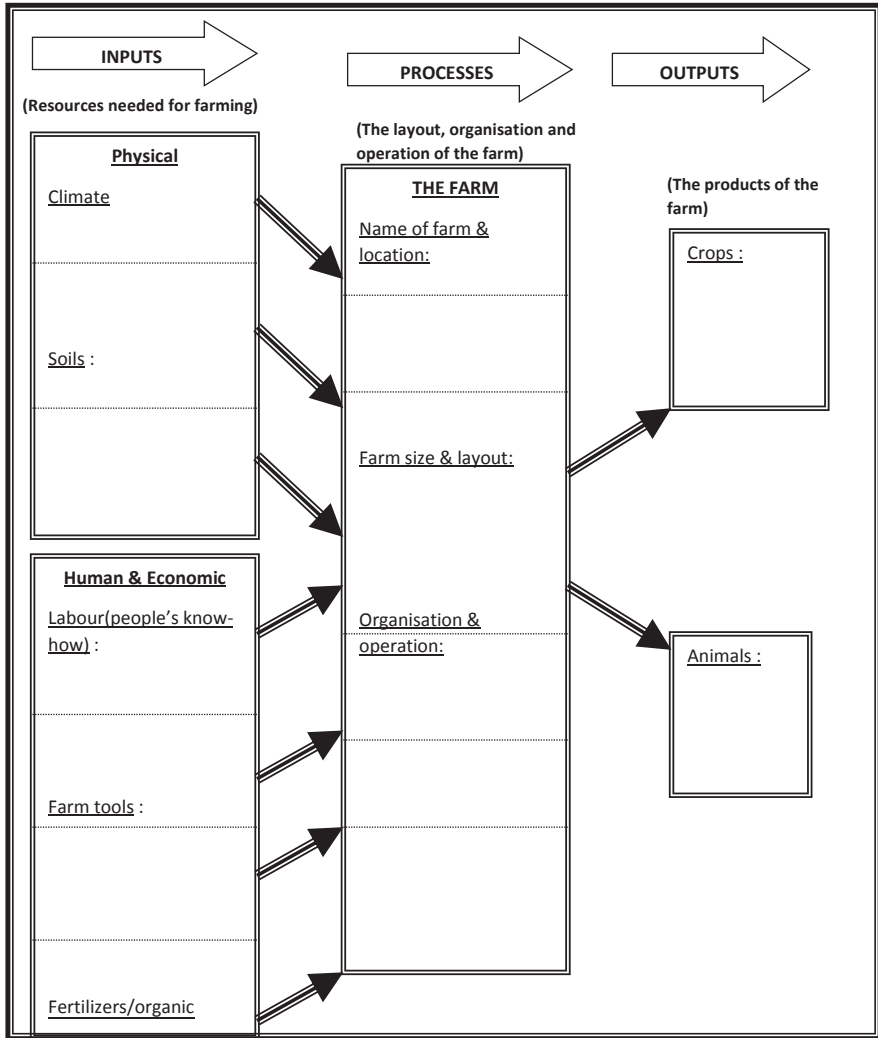 INPUTS
(Resources needed for farming)
Physical
Climate
Soils :
Human & Economic
Labour(people's know-
how) :
Farm tools :
Fertilizers/organic
PROCESSES
(The layout, organisation and
operation of the farm)
THE FARM
Name of farm &
location:
Farm size & layout:
Organisation &
operation:
OUTPUTS
(The products of the
farm)
Crops :
Animals :